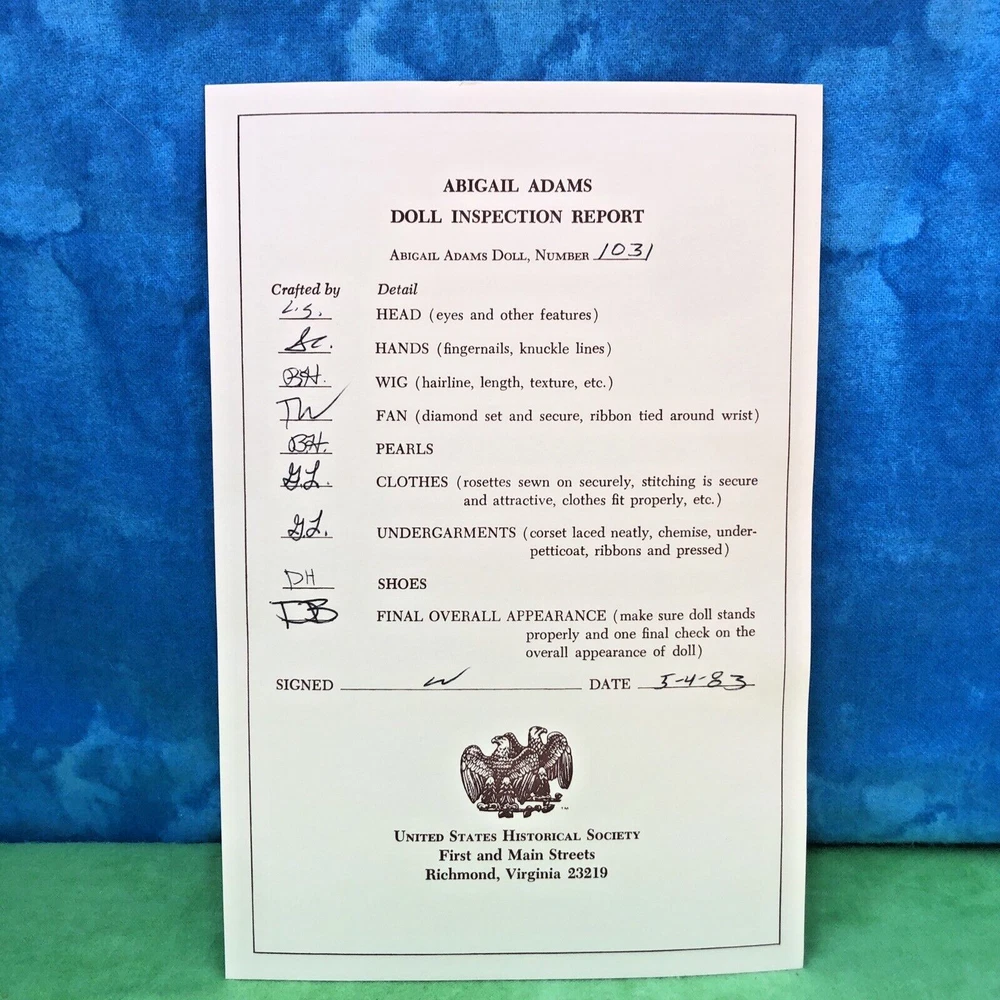 ABIGAIL ADAMS
DOLL INSPECTION REPORT
ABIGAIL ADAMS DOLL, NUMBER 1031
Crafted by Detail
L.S. HEAD (eyes and other features)
HANDS (fingernails, knuckle lines)
B.H. WIG (hairline, length, texture, etc.)
TW FAN (diamond set and secure, ribbon tied around wrist)
B.H. PEARLS
G.L. CLOTHES (rosettes sewn on securely, stitching is secure
and attractive, clothes fit properly, etc.)
G.L. UNDERGARMENTS (corset laced neatly, chemise, under-
petticoat, ribbons and pressed)
DH SHOES
FINAL OVERALL APPEARANCE (make sure doll stands
properly and one final check on the
overall appearance of doll)
SIGNED DATE 5-4-83
TM
UNITED STATES HISTORICAL SOCIETY
First and Main Streets
Richmond, Virginia 23219